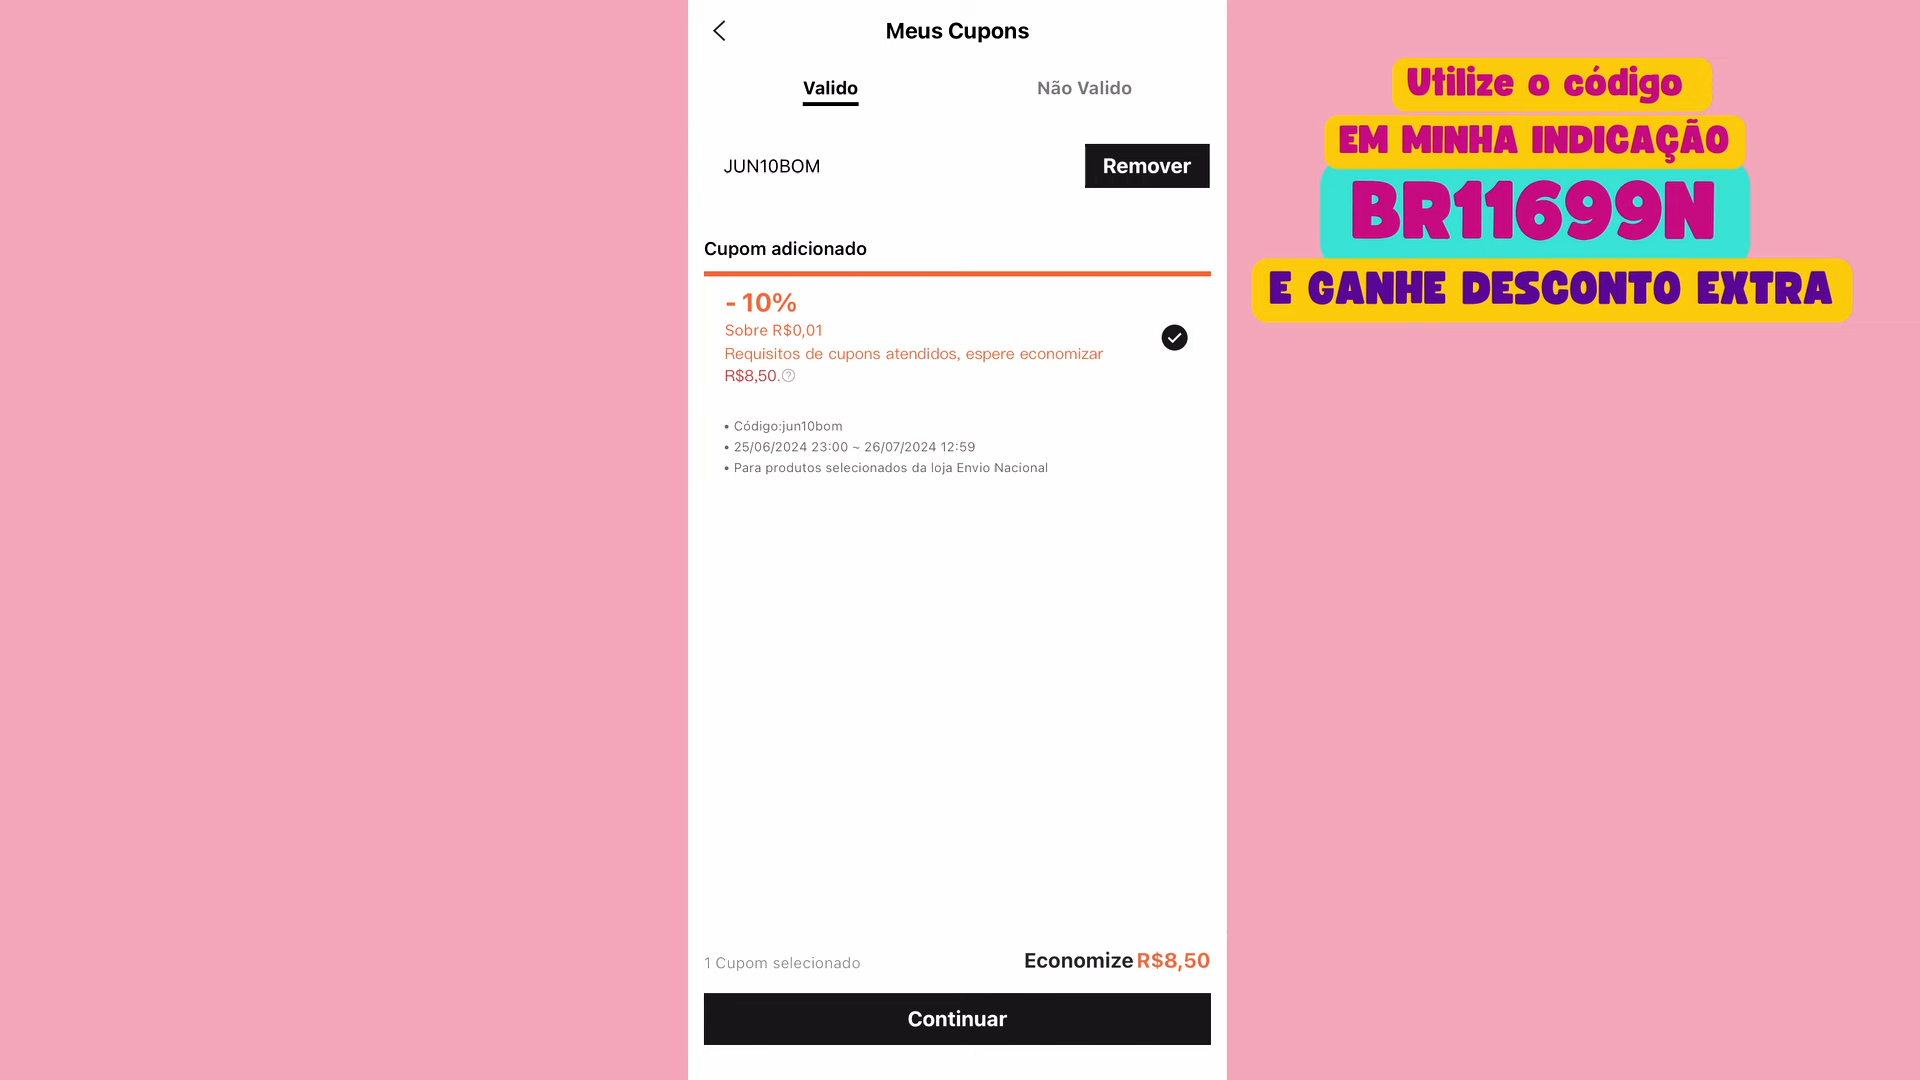 Meus Cupons
Valido
Não Valido
JUN10BOM
Remover
Cupom adicionado
- 10%
Sobre R$0,01
Requisitos de cupons atendidos, espere economizar
R$8,50.
• Código:jun10bom
• 25/06/2024 23:00 ~ 26/07/2024 12:59
• Para produtos selecionados da loja Envio Nacional
1 Cupom selecionado
Economize R$8,50
Continuar
Utilize o código
EM MINHA INDICAÇÃO
BR11699N
E GANHE DESCONTO EXTRA